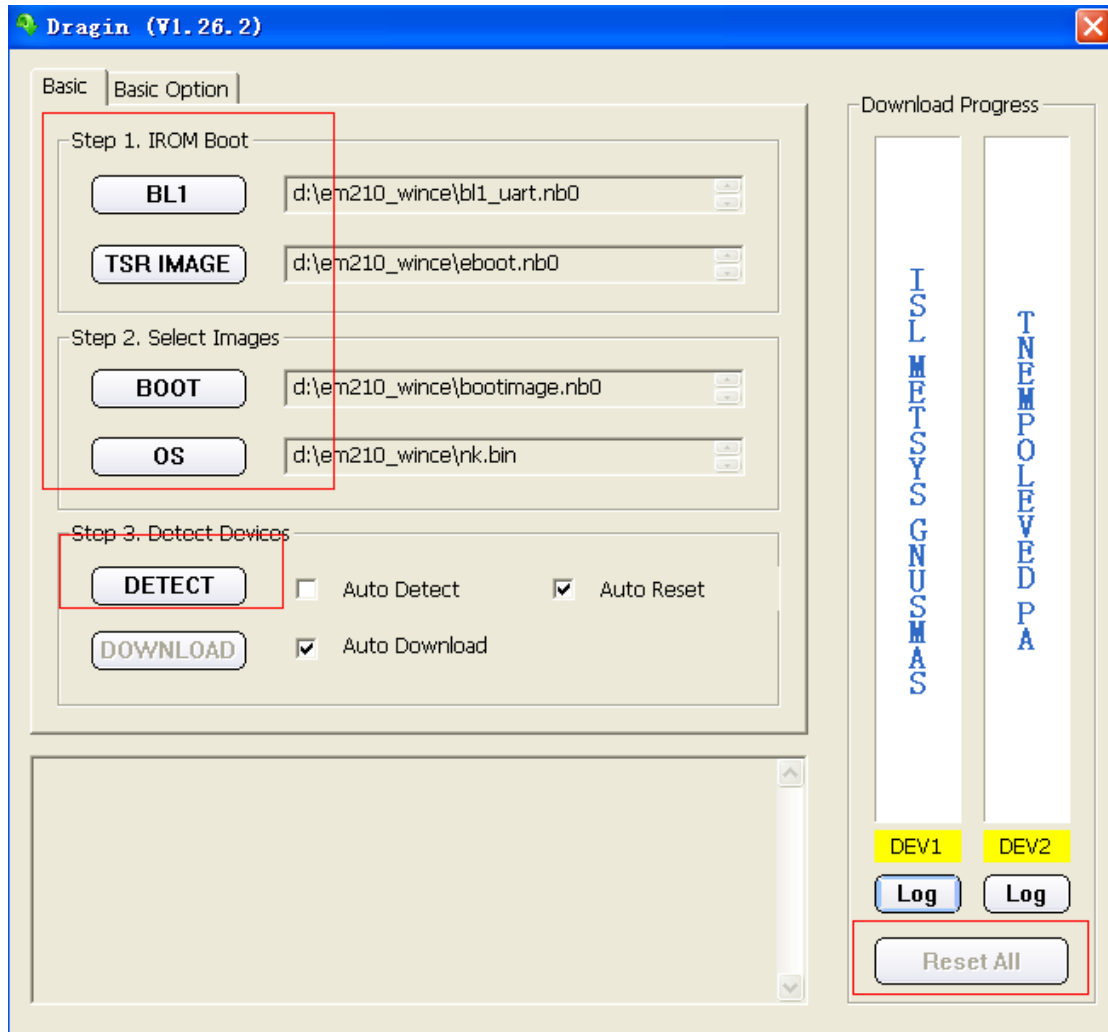 Dragin (V1.26.2)
Basic
Basic Option
Step 1. IROM Boot
BL1
d:\em210_wince\bl1_uart.nb0
TSR IMAGE
d:\em210_wince\eboot.nb0
Step 2. Select Images
BOOT
d:\em210_wince\bootimage.nb0
OS
d:\em210_wince\nk.bin
Step 3. Detect Devices
DETECT
Auto Detect
Auto Reset
DOWNLOAD
Auto Download
Download Progress
ISL METSYS GNUSMAS
TNEMPOLEVED PA
DEV1
DEV2
Log
Log
Reset All